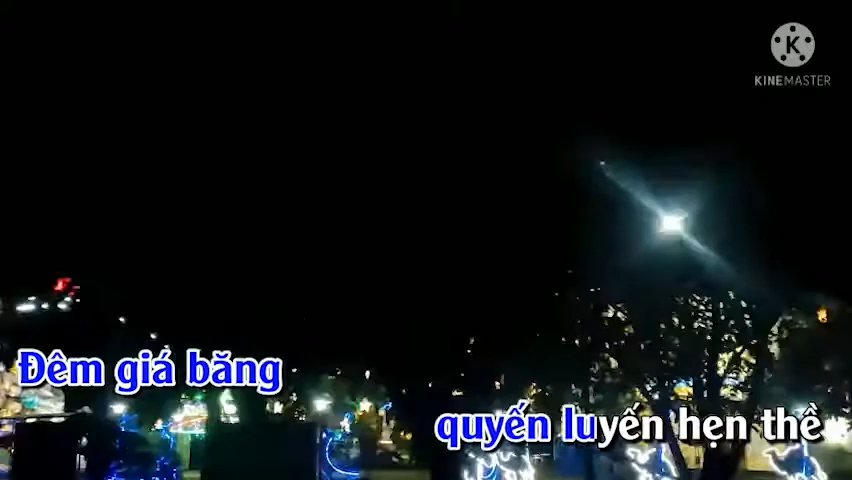 K
KINEMASTER
Đêm giá băng
quyến luyến hẹn thề